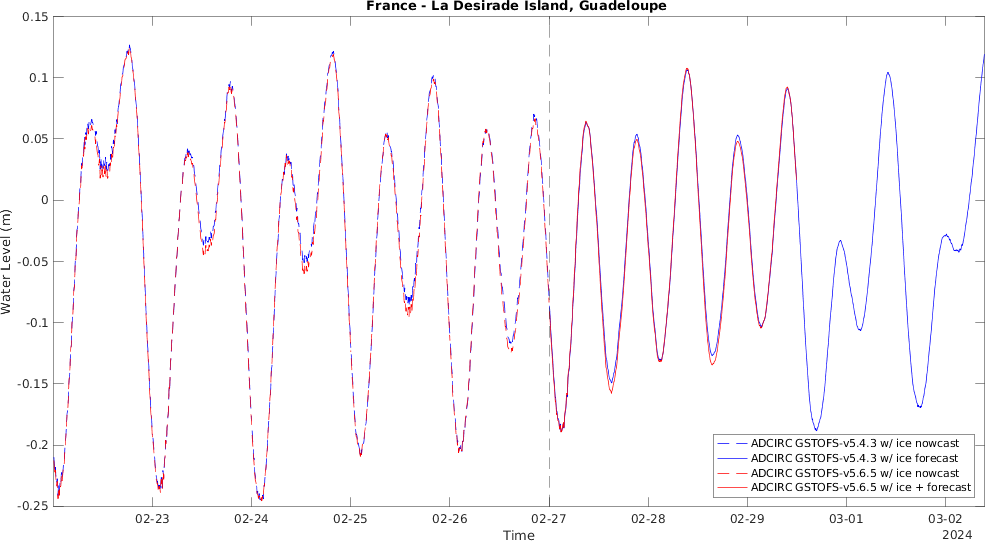 France - La Desirade Island, Guadeloupe
0.15
0.1
0.05
0
-0.05
-0.1
-0.15
-0.2
-0.25
Water Level (m)
ADCIRC GSTOFS-v5.4.3 w/ ice nowcast
ADCIRC GSTOFS-v5.4.3 w/ ice forecast
ADCIRC GSTOFS-v5.6.5 w/ ice nowcast
ADCIRC GSTOFS-v5.6.5 w/ ice + forecast
02-23 02-24 02-25 02-26 02-27 02-28 02-29 03-01 03-02
Time
2024